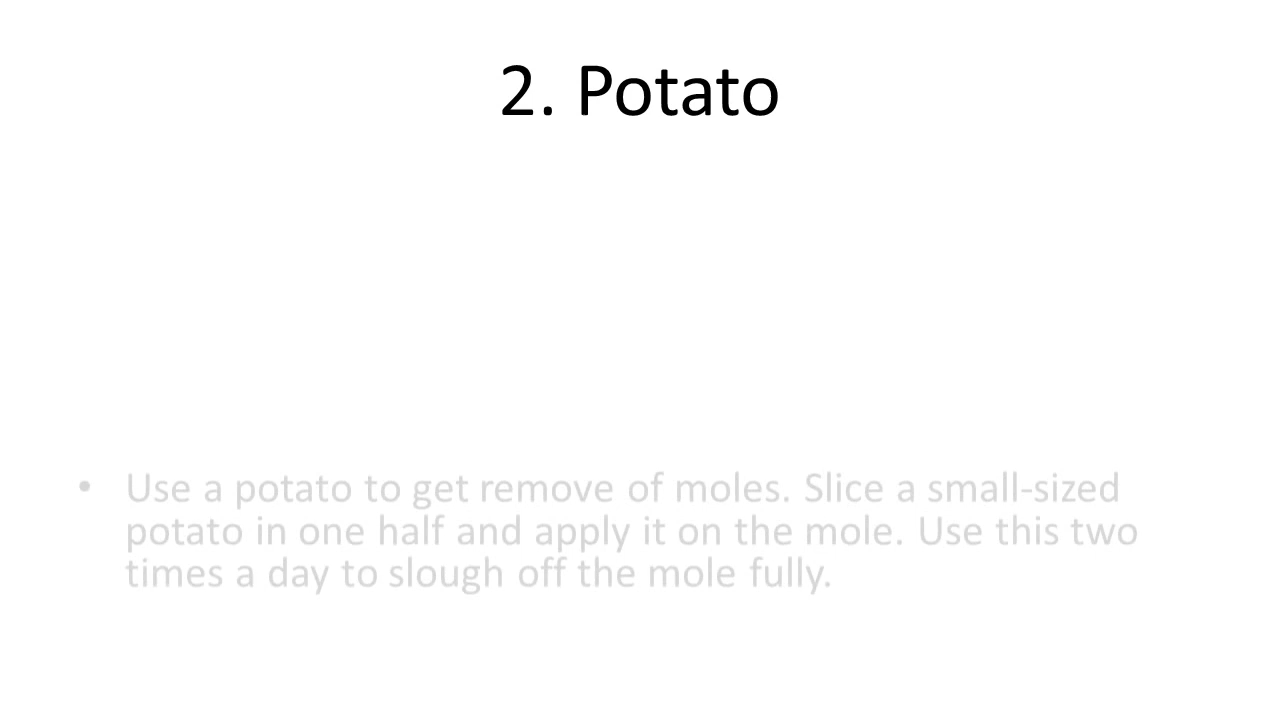 2. Potato
• Use a potato to get remove of moles. Slice a small-sized
potato in one half and apply it on the mole. Use this two
times a day to slough off the mole fully.